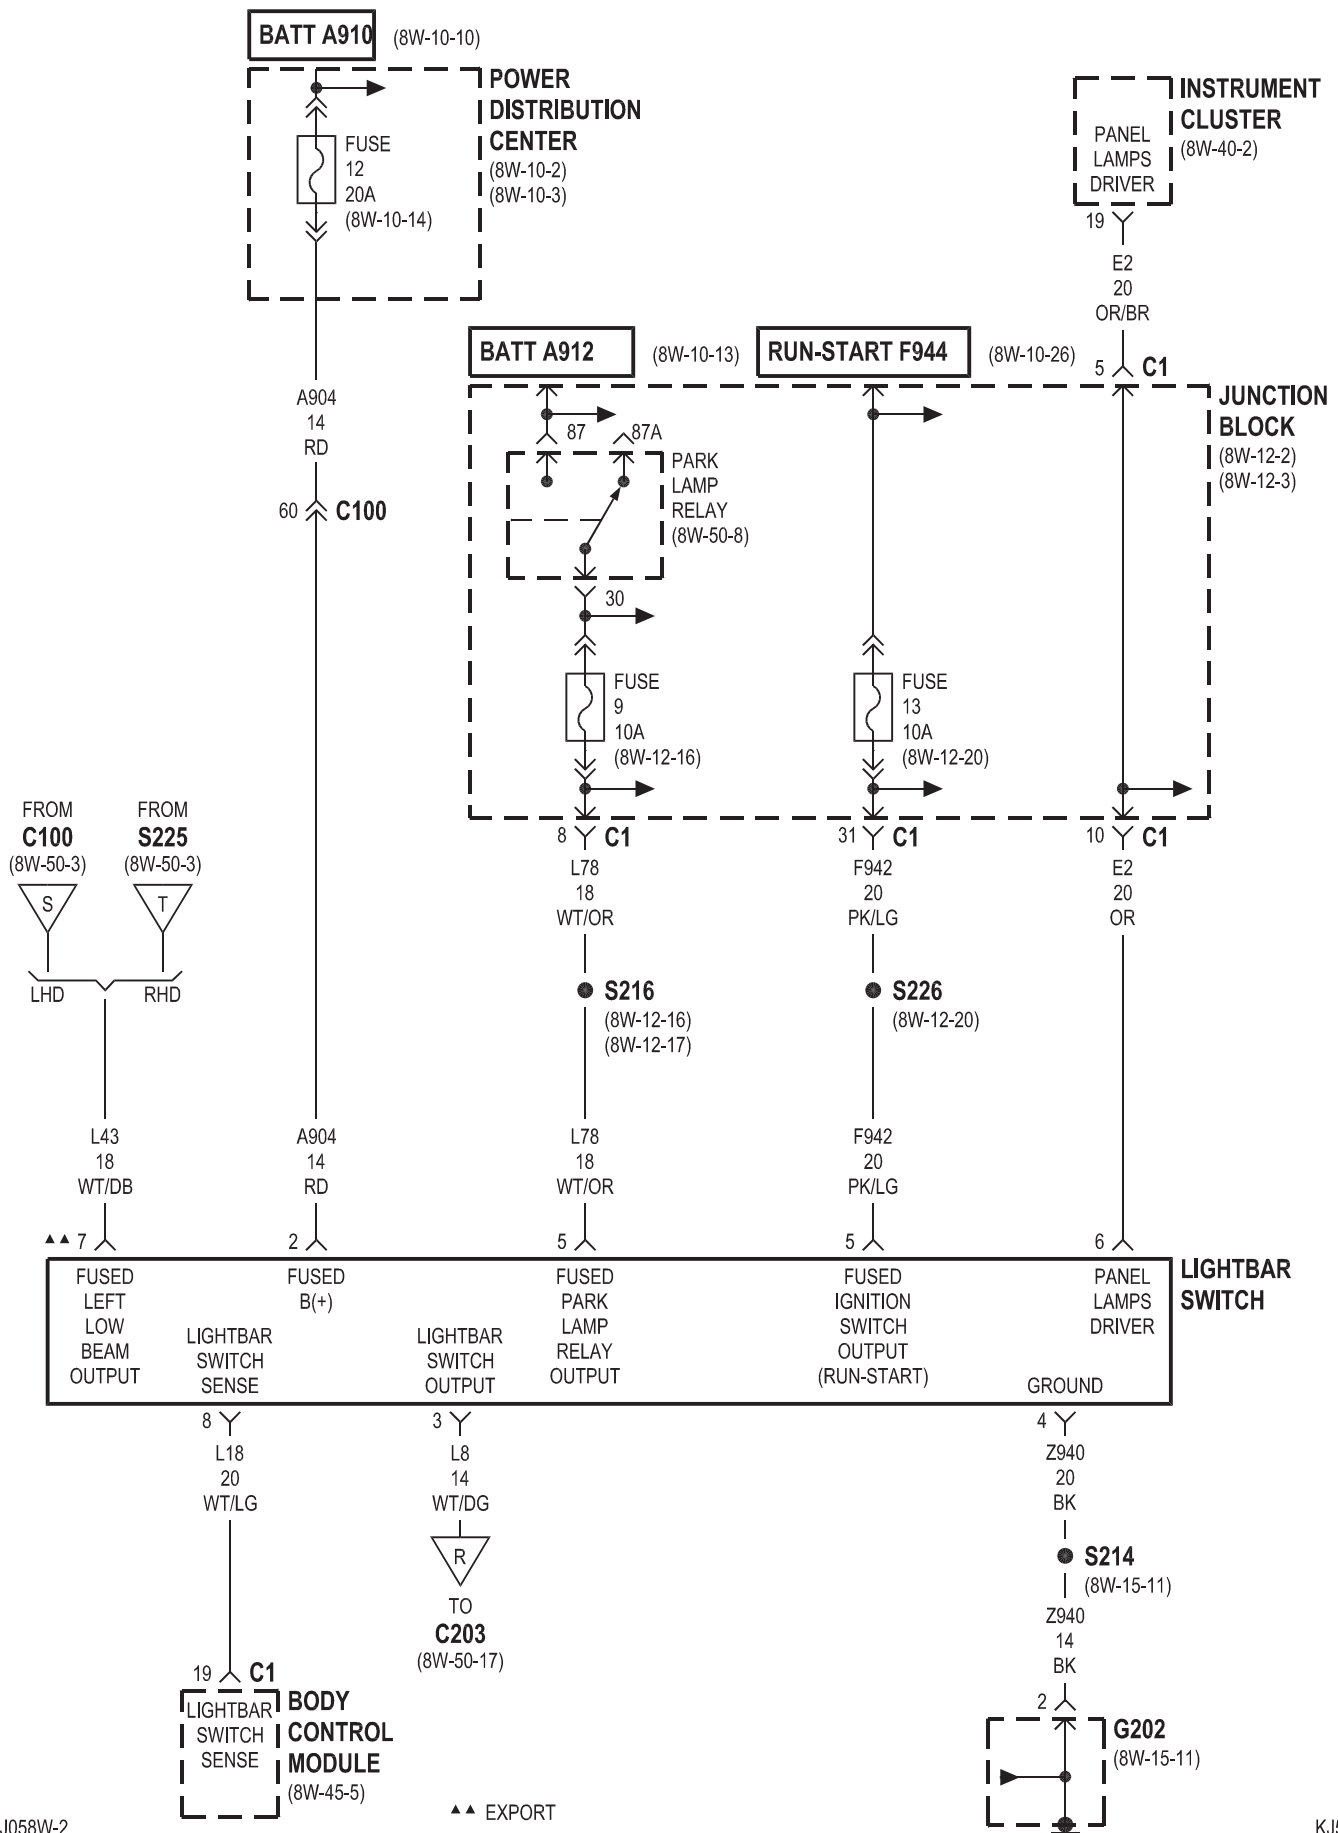 BATT A910 (8W-10-10)
POWER
DISTRIBUTION
CENTER
(8W-10-2)
(8W-10-3)
FUSE
12
20A
(8W-10-14)
INSTRUMENT
CLUSTER
(8W-40-2)
PANEL
LAMPS
DRIVER
19
E2
20
OR/BR
5 C1
BATT A912 (8W-10-13)
RUN-START F944 (8W-10-26)
JUNCTION
BLOCK
(8W-12-2)
(8W-12-3)
A904
14
RD
60 C100
87 87A
PARK
LAMP
RELAY
(8W-50-8)
30
FUSE
9
10A
(8W-12-16)
FUSE
13
10A
(8W-12-20)
FROM
C100
(8W-50-3)
S
FROM
S225
(8W-50-3)
T
LHD RHD
8 C1
L78
18
WT/OR
31 C1
F942
20
PK/LG
10 C1
E2
20
OR
S216
(8W-12-16)
(8W-12-17)
S226
(8W-12-20)
L43
18
WT/DB
A904
14
RD
L78
18
WT/OR
F942
20
PK/LG
▲▲ 7 2 5 5 6
LIGHTBAR
SWITCH
FUSED
LEFT
LOW
BEAM
OUTPUT
LIGHTBAR
SWITCH
SENSE
FUSED
B(+)
LIGHTBAR
SWITCH
OUTPUT
FUSED
PARK
LAMP
RELAY
OUTPUT
FUSED
IGNITION
SWITCH
OUTPUT
(RUN-START)
PANEL
LAMPS
DRIVER
GROUND
8
L18
20
WT/LG
3
L8
14
WT/DG
R
TO
C203
(8W-50-17)
4
Z940
20
BK
S214
(8W-15-11)
Z940
14
BK
2
G202
(8W-15-11)
19 C1
LIGHTBAR
SWITCH
SENSE
BODY
CONTROL
MODULE
(8W-45-5)
▲▲ EXPORT
J058W-2